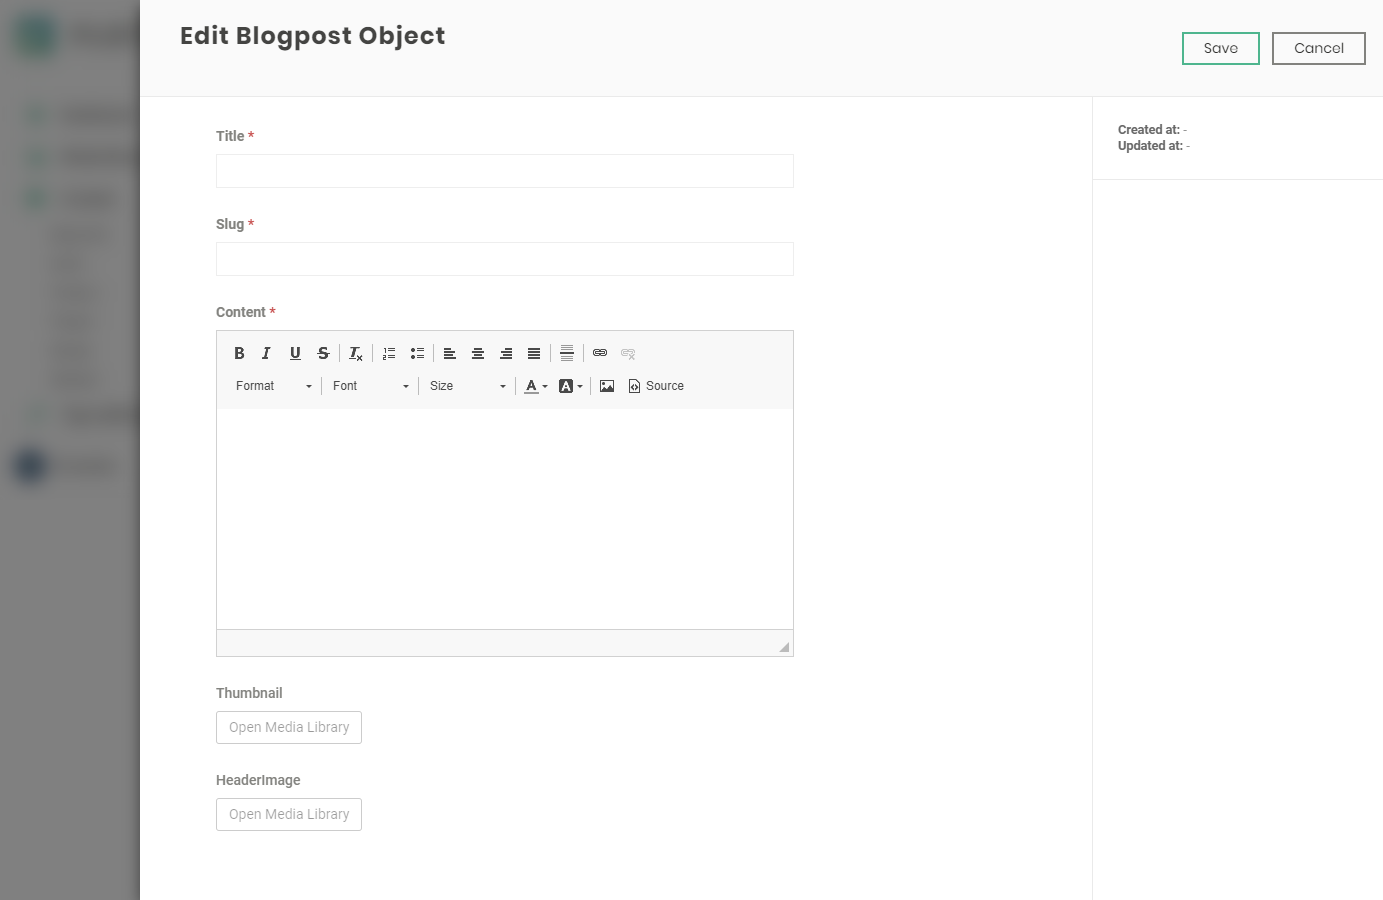 Edit Blogpost Object
Save
Cancel
Title *
Created at: -
Updated at: -
Slug *
Content *
Format
Font
Size
Source
Thumbnail
Open Media Library
HeaderImage
Open Media Library